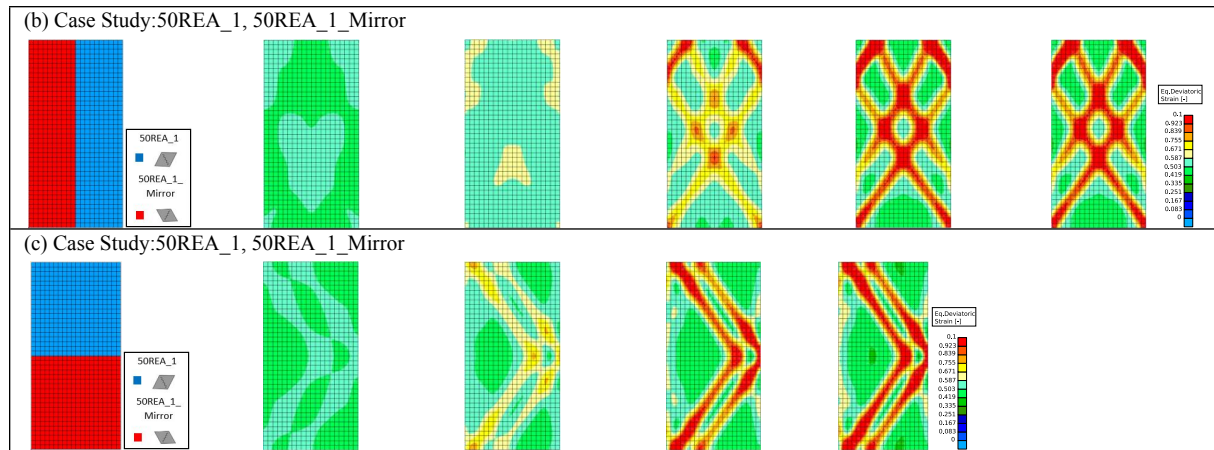 (b) Case Study:50REA_1, 50REA_1_Mirror
50REA_1
50REA_1_
Mirror
Eq.Deviatoric
Strain [-]
0.1
0.923
0.839
0.755
0.671
0.587
0.503
0.419
0.335
0.251
0.167
0.083
0
(c) Case Study:50REA_1, 50REA_1_Mirror
50REA_1
50REA_1_
Mirror
Eq.Deviatoric
Strain [-]
0.1
0.923
0.839
0.755
0.671
0.587
0.503
0.419
0.335
0.251
0.167
0.083
0